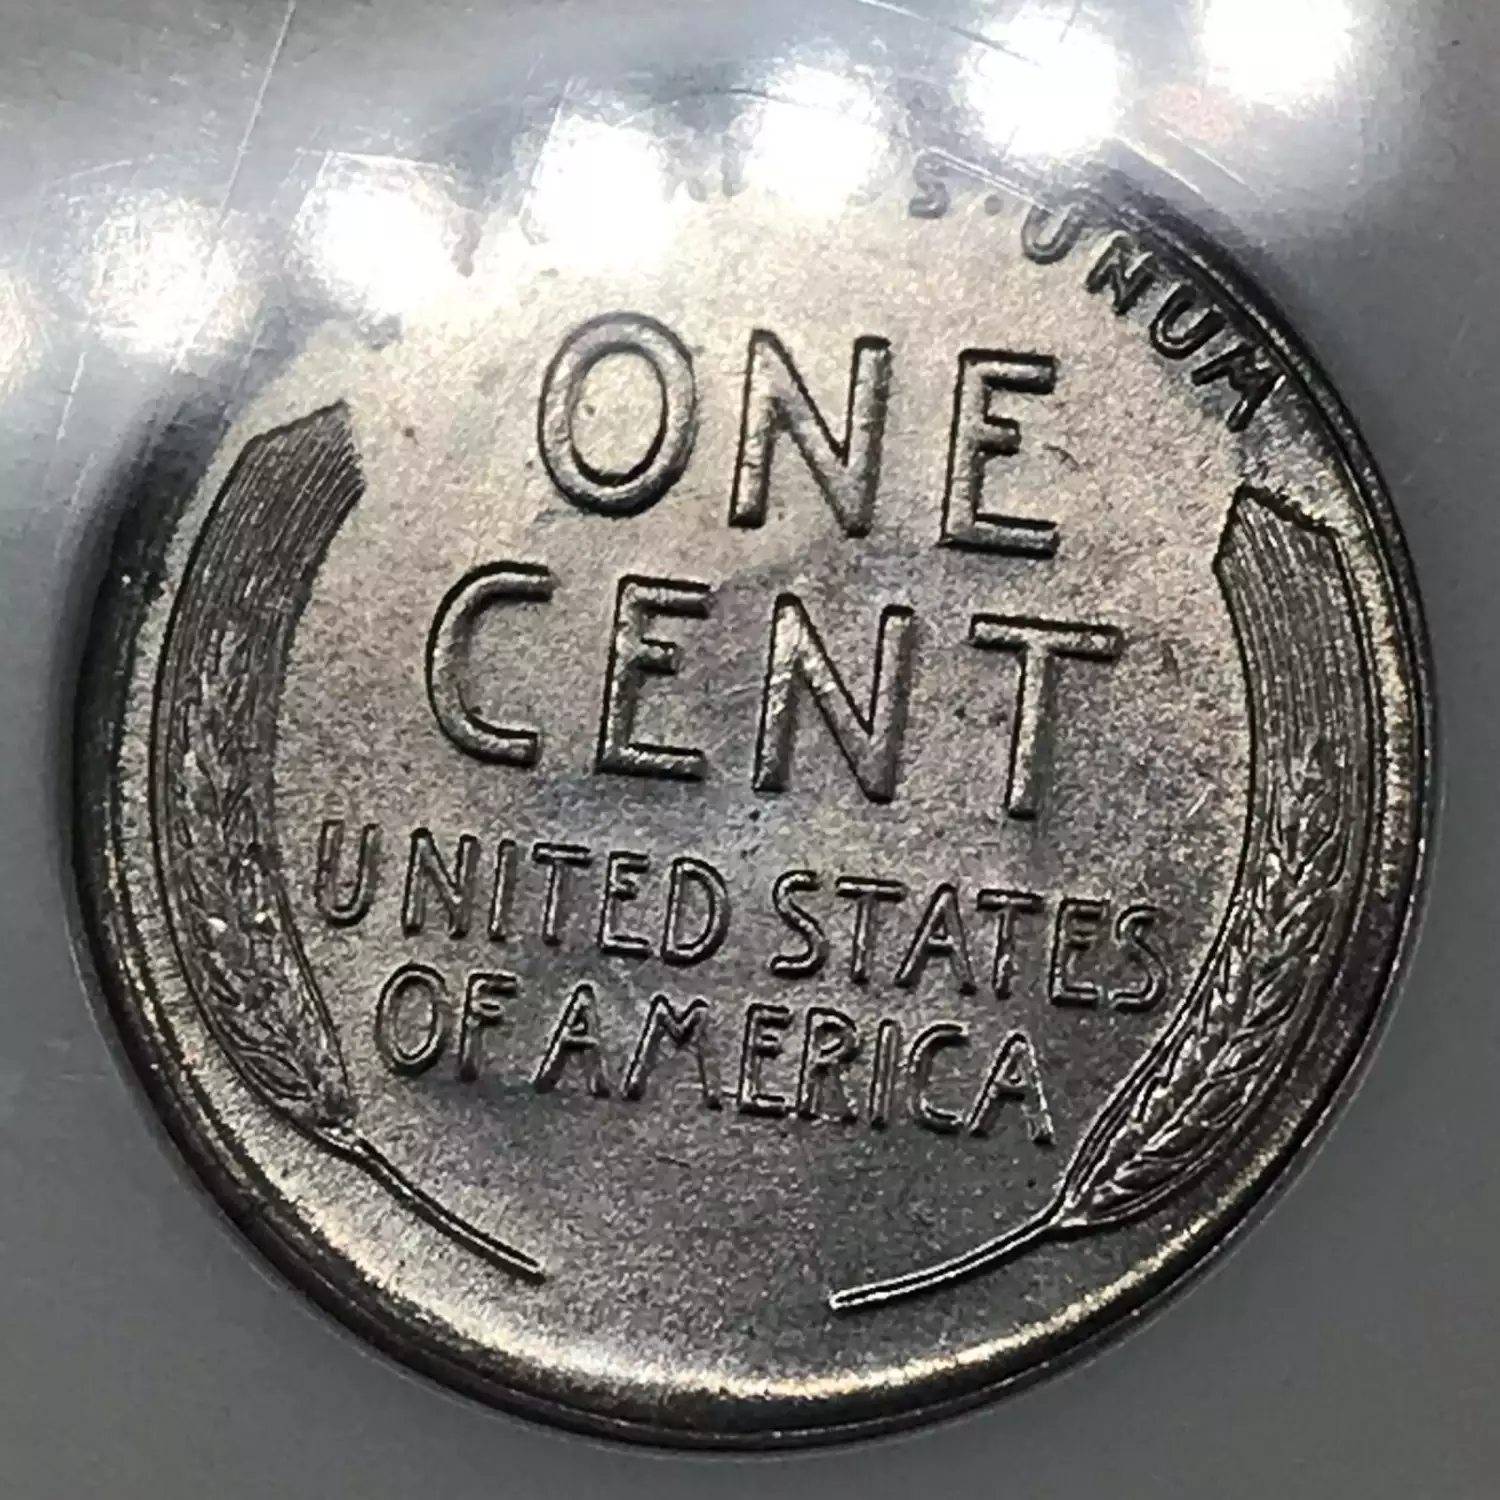 S · UNUM
ONE
CENT
UNITED STATES
OF AMERICA